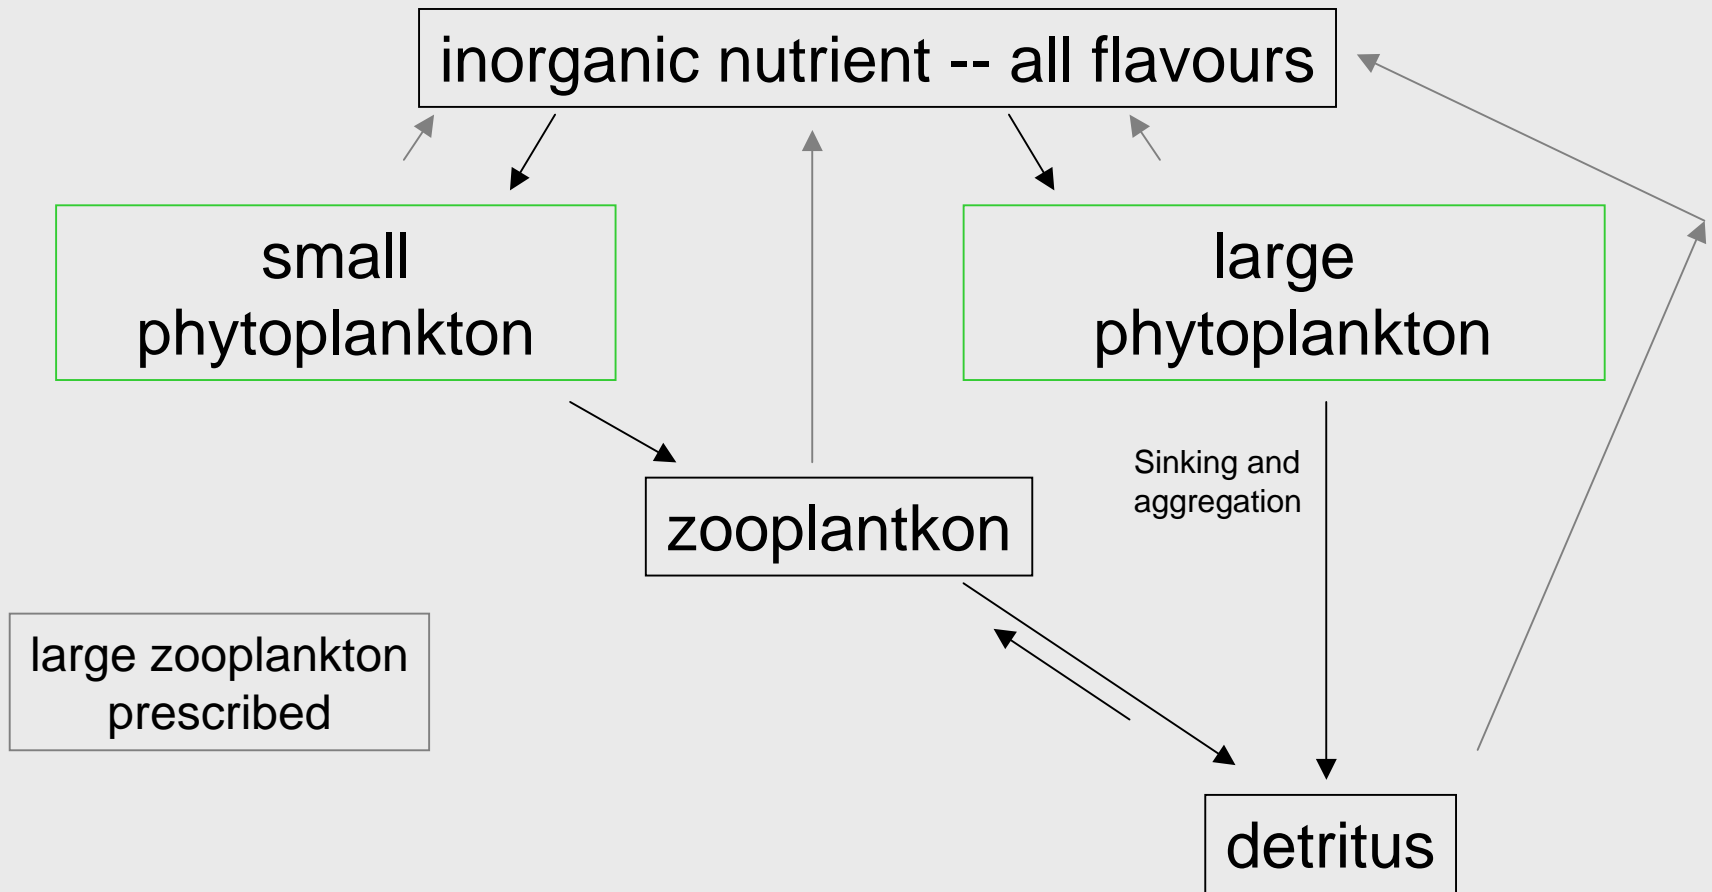 inorganic nutrient -- all flavours
small
phytoplankton
large
phytoplankton
Sinking and
aggregation
zooplantkon
large zooplankton
prescribed
detritus